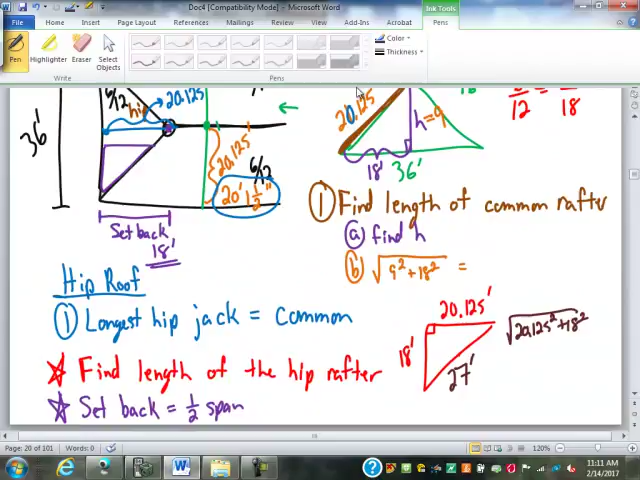 Doc4 [Compatibility Mode] - Microsoft Word
Ink Tools
File
Home
Insert
Page Layout
References
Mailings
Review
View
Add-Ins
Acrobat
Pens
Pen
Highlighter
Eraser
Select Objects
Write
Pens
Color
Thickness
6/12
hip
20.125
36'
20.125'
6/12
20' 1 1/2"
Set back
18'
20.125
h=9
18'
36'
12
18
① Find length of common rafter
ⓐ find h
ⓑ √9²+18² =
Hip Roof
① Longest hip jack = common
☆ Find length of the hip rafter
☆ Set back = 1/2 span
20.125'
18'
27'
√20.125²+18²
Page: 20 of 101
Words: 0
120%
11:11 AM
2/14/2017